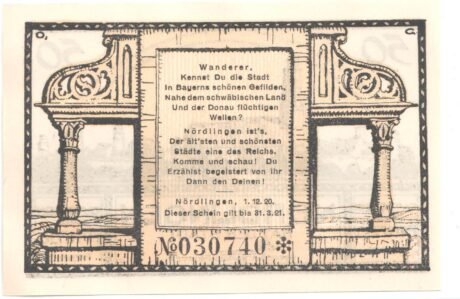 O. G.
Wanderer,
Kennst Du die Stadt
In Bayerns schönen Gefilden,
Nahe dem schwäbischen Land
Und der Donau flüchtigen
Wellen?
Nördlingen ist's,
Der ält'sten und schönsten
Städte eine des Reichs.
Komme und schau! Du
Erzählst begeistert von ihr
Dann den Deinen!
Nördlingen, 1. 12. 20.
Dieser Schein gilt bis 31. 3. 21.
№ 030740 ✻